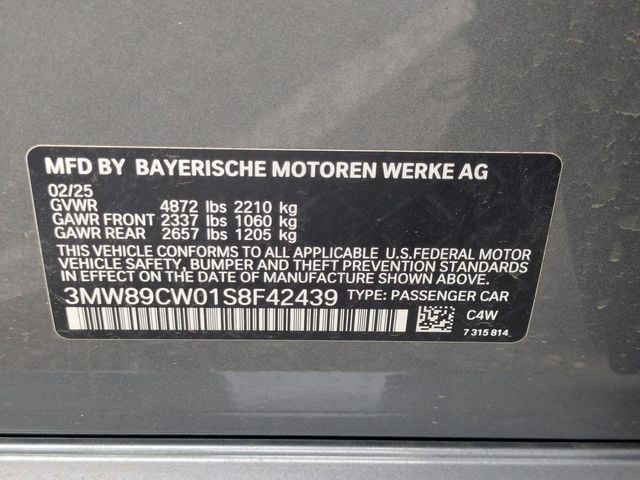 MFD BY BAYERISCHE MOTOREN WERKE AG
02/25
GVWR 4872 lbs 2210 kg
GAWR FRONT 2337 lbs 1060 kg
GAWR REAR 2657 lbs 1205 kg
THIS VEHICLE CONFORMS TO ALL APPLICABLE U.S.FEDERAL MOTOR
VEHICLE SAFETY, BUMPER AND THEFT PREVENTION STANDARDS
IN EFFECT ON THE DATE OF MANUFACTURE SHOWN ABOVE.
3MW89CW01S8F42439 TYPE: PASSENGER CAR
C4W
7 315 814